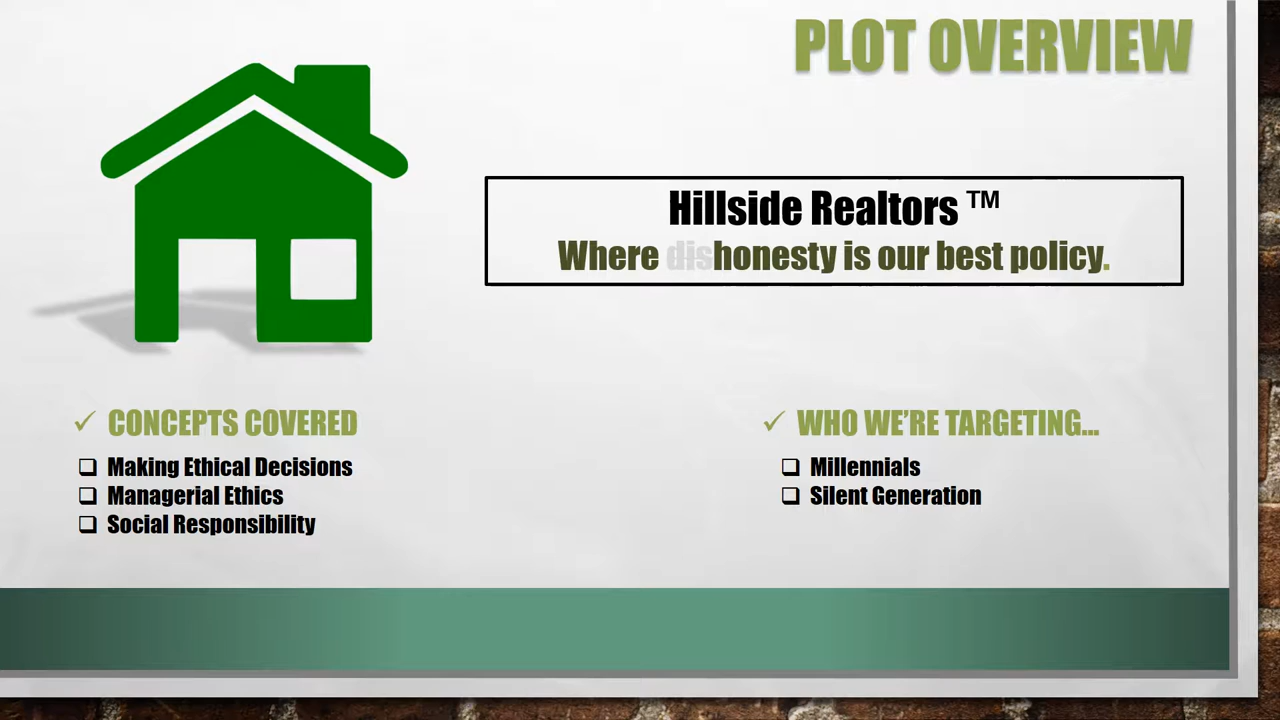 PLOT OVERVIEW
Hillside Realtors ™
Where dishonesty is our best policy.
CONCEPTS COVERED
Making Ethical Decisions
Managerial Ethics
Social Responsibility
WHO WE'RE TARGETING...
Millennials
Silent Generation